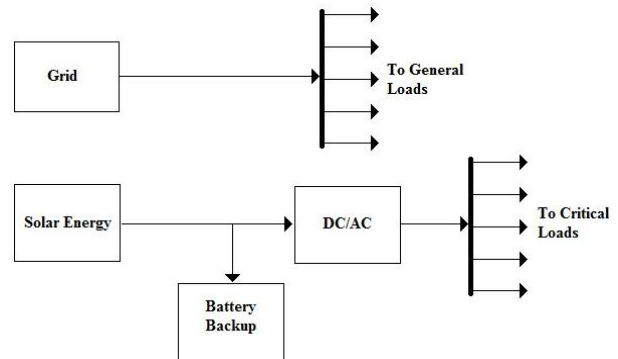 Grid
To General
Loads
Solar Energy
DC/AC
To Critical
Loads
Battery
Backup